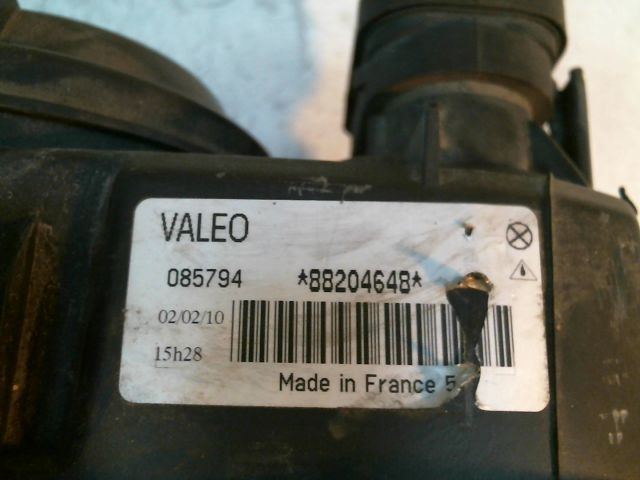 VALEO
085794 *88204648*
02/02/10
15h28
Made in France 5